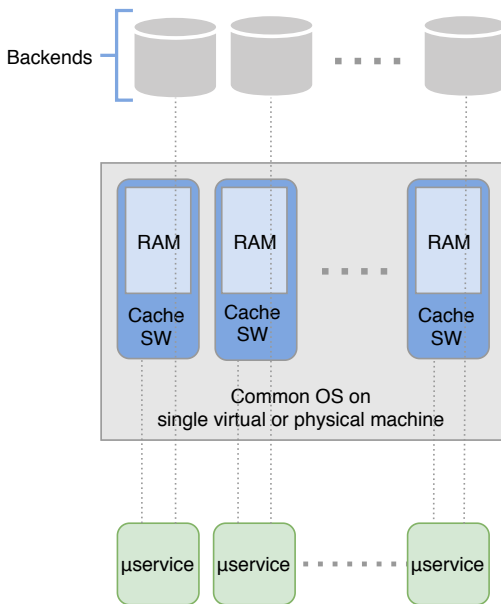 Backends
RAM
RAM
RAM
Cache
SW
Cache
SW
Cache
SW
Common OS on
single virtual or physical machine
µservice
µservice
µservice